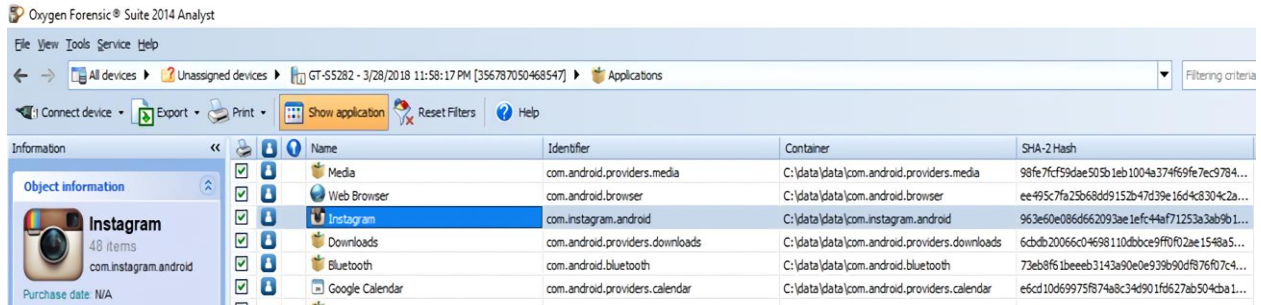 Oxygen Forensic® Suite 2014 Analyst
File View Tools Service Help
All devices Unassigned devices GT-S5282 - 3/28/2018 11:58:17 PM [356787050468547] Applications Filtering criteria
Connect device Export Print Show application Reset Filters Help
Information « Name Identifier Container SHA-2 Hash
Media com.android.providers.media C:\data\data\com.android.providers.media 98fe7fcf59dae505b1eb1004a374f69fe7ec9784...
Object information Web Browser com.android.browser C:\data\data\com.android.browser ee495c7fa25b68dd9152b47d39e16d4c8304c2a...
Instagram Instagram com.instagram.android C:\data\data\com.instagram.android 963e60e086d662093ae1efc44af71253a3ab9b1...
48 items Downloads com.android.providers.downloads C:\data\data\com.android.providers.downloads 6cbdb20066c04698110dbbce9ff0f02ae1548a5...
com.instagram.android Bluetooth com.android.bluetooth C:\data\data\com.android.bluetooth 73eb8f61beeeb3143a90e0e939b90df876f07c4...
Purchase date: N/A Google Calendar com.android.providers.calendar C:\data\data\com.android.providers.calendar e6cd10d69975f874a8c34d901fd627ab504cba1...